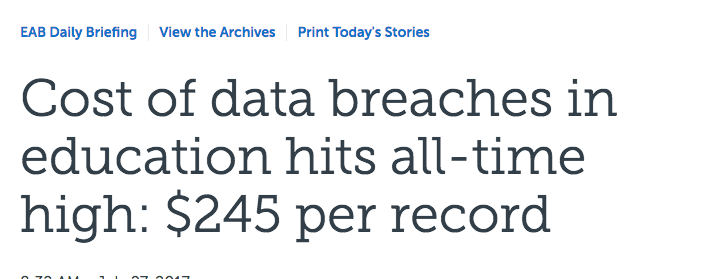 EAB Daily Briefing View the Archives Print Today's Stories
Cost of data breaches in
education hits all-time
high: $245 per record